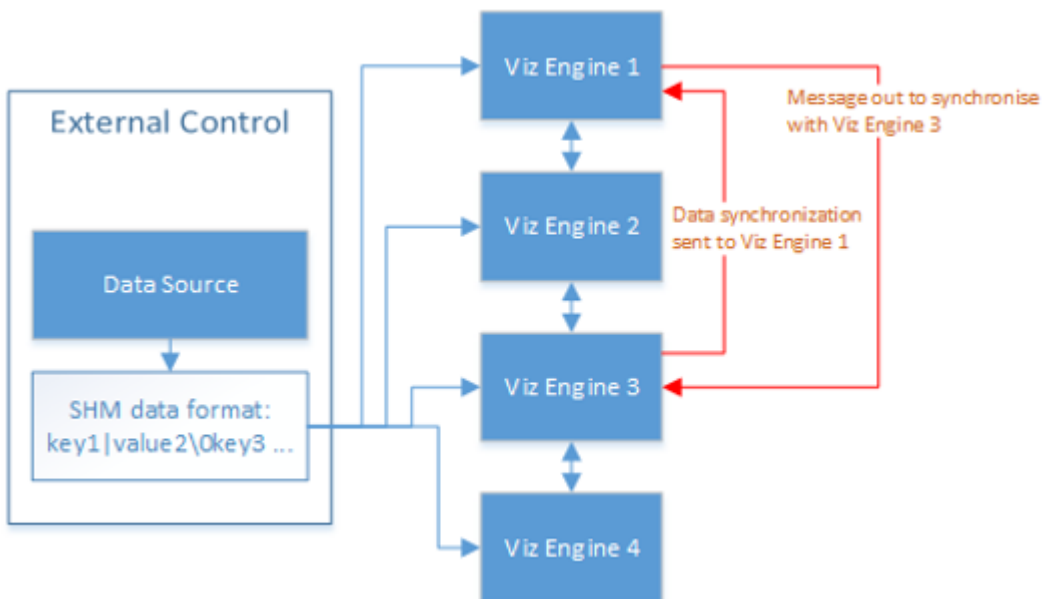 External Control
Data Source
SHM data format:
key1|value2\0key3 ...
Viz Engine 1
Viz Engine 2
Viz Engine 3
Viz Engine 4
Message out to synchronise
with Viz Engine 3
Data synchronization
sent to Viz Engine 1